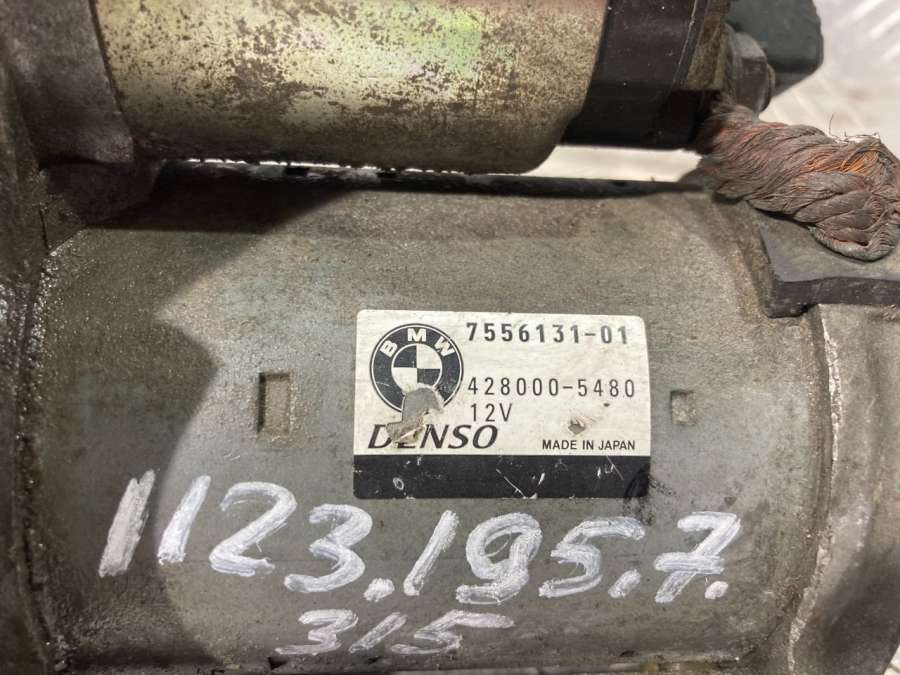 BMW
7556131-01
428000-5480
12V
DENSO
MADE IN JAPAN
1123.195.7.
315